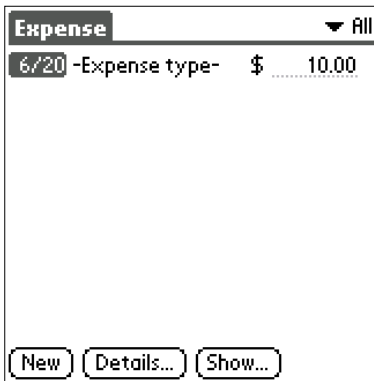 Expense All
6/20 -Expense type- $ 10.00
New Details... Show...